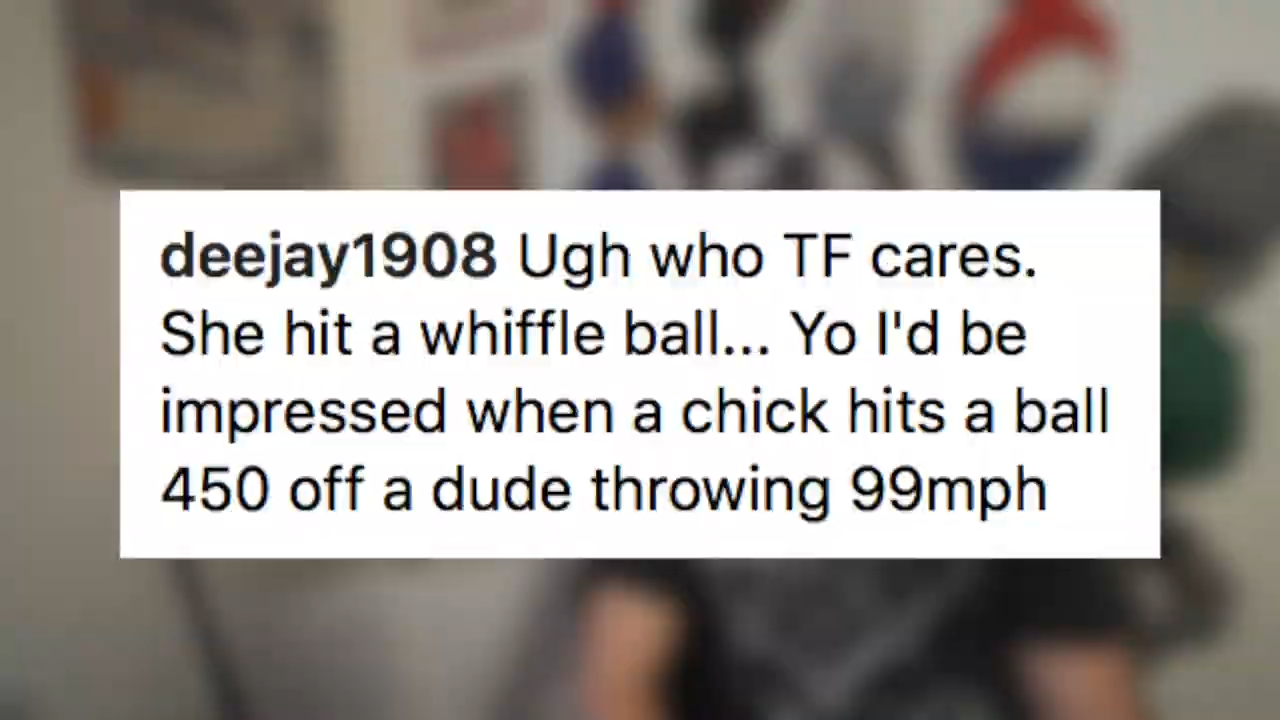 deejay1908 Ugh who TF cares.
She hit a whiffle ball... Yo I'd be
impressed when a chick hits a ball
450 off a dude throwing 99mph